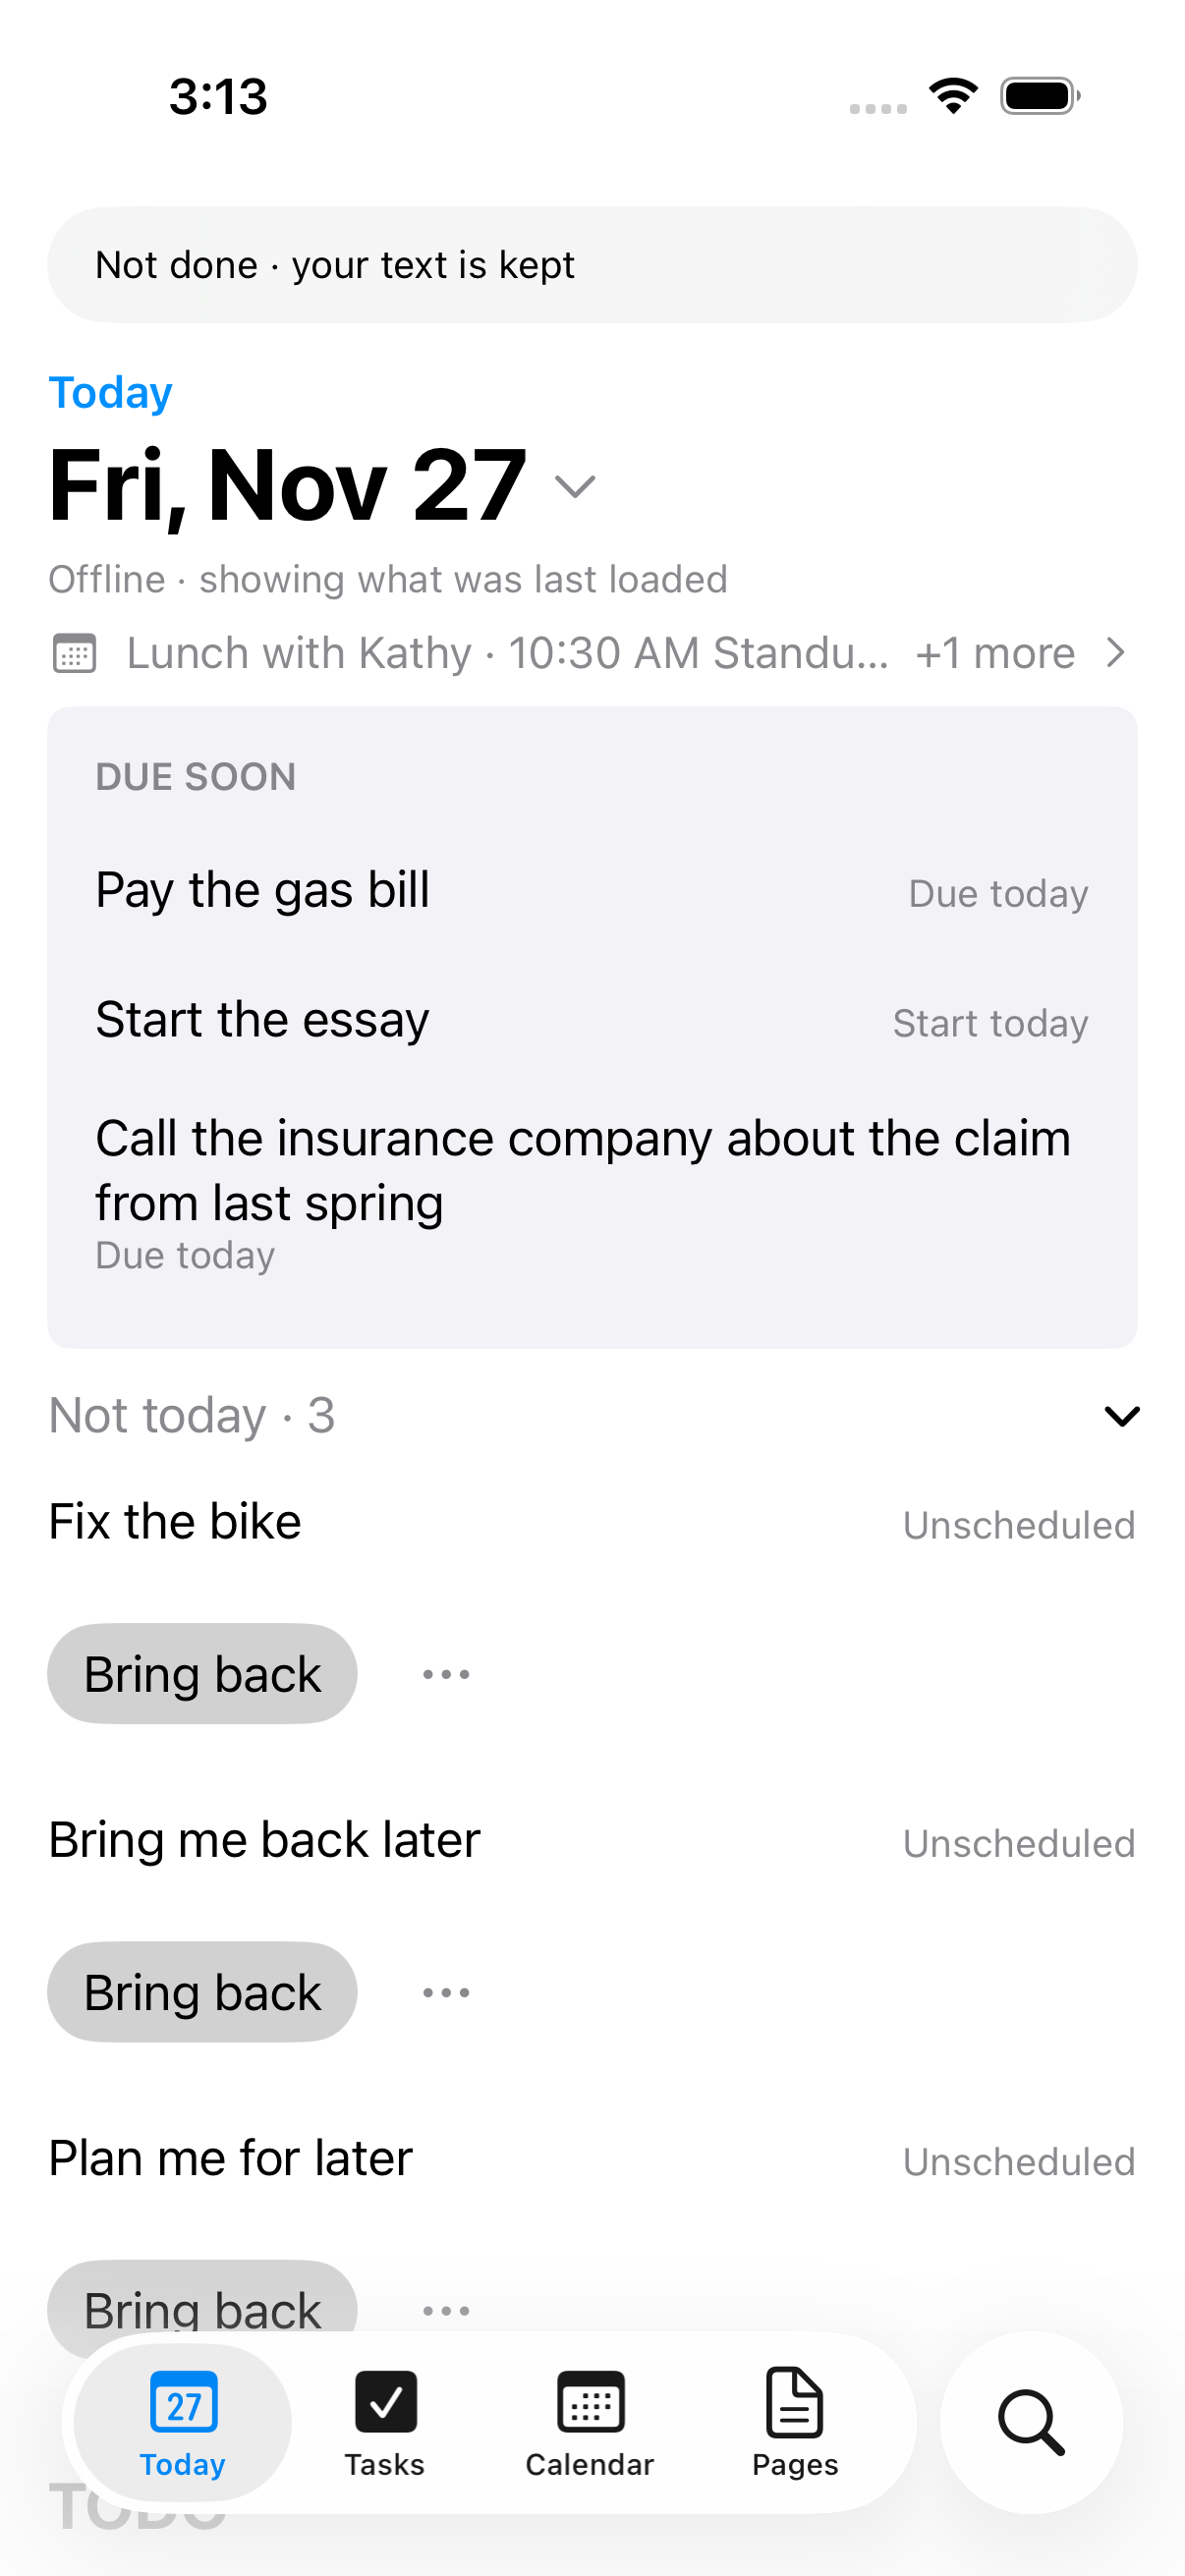 3:13
Not done · your text is kept
Today
Fri, Nov 27
Offline · showing what was last loaded
Lunch with Kathy · 10:30 AM Standu... +1 more
DUE SOON
Pay the gas bill Due today
Start the essay Start today
Call the insurance company about the claim
from last spring
Due today
Not today · 3
Fix the bike Unscheduled
Bring back
Bring me back later Unscheduled
Bring back
Plan me for later Unscheduled
Bring back
27
Today Tasks Calendar Pages
TODO